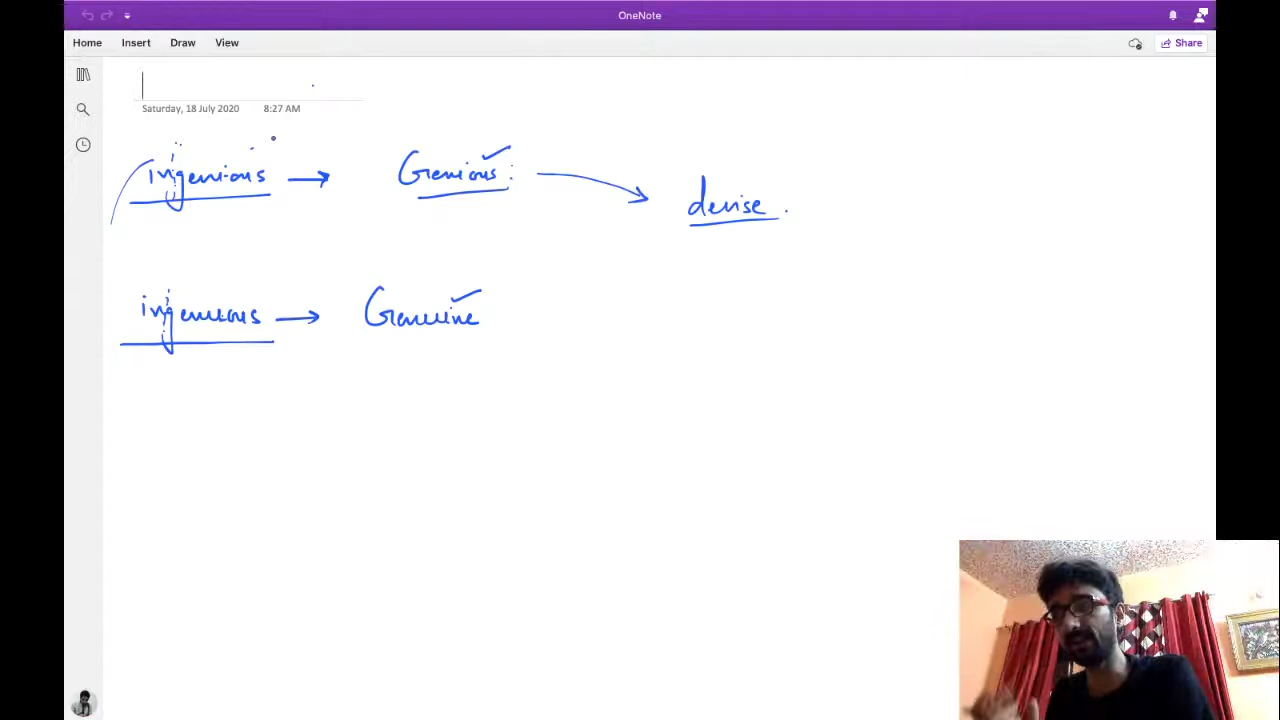 OneNote
Home Insert Draw View
Share
Saturday, 18 July 2020 8:27 AM
ingenious → Genious :
devise .
ingenuous → Genuine